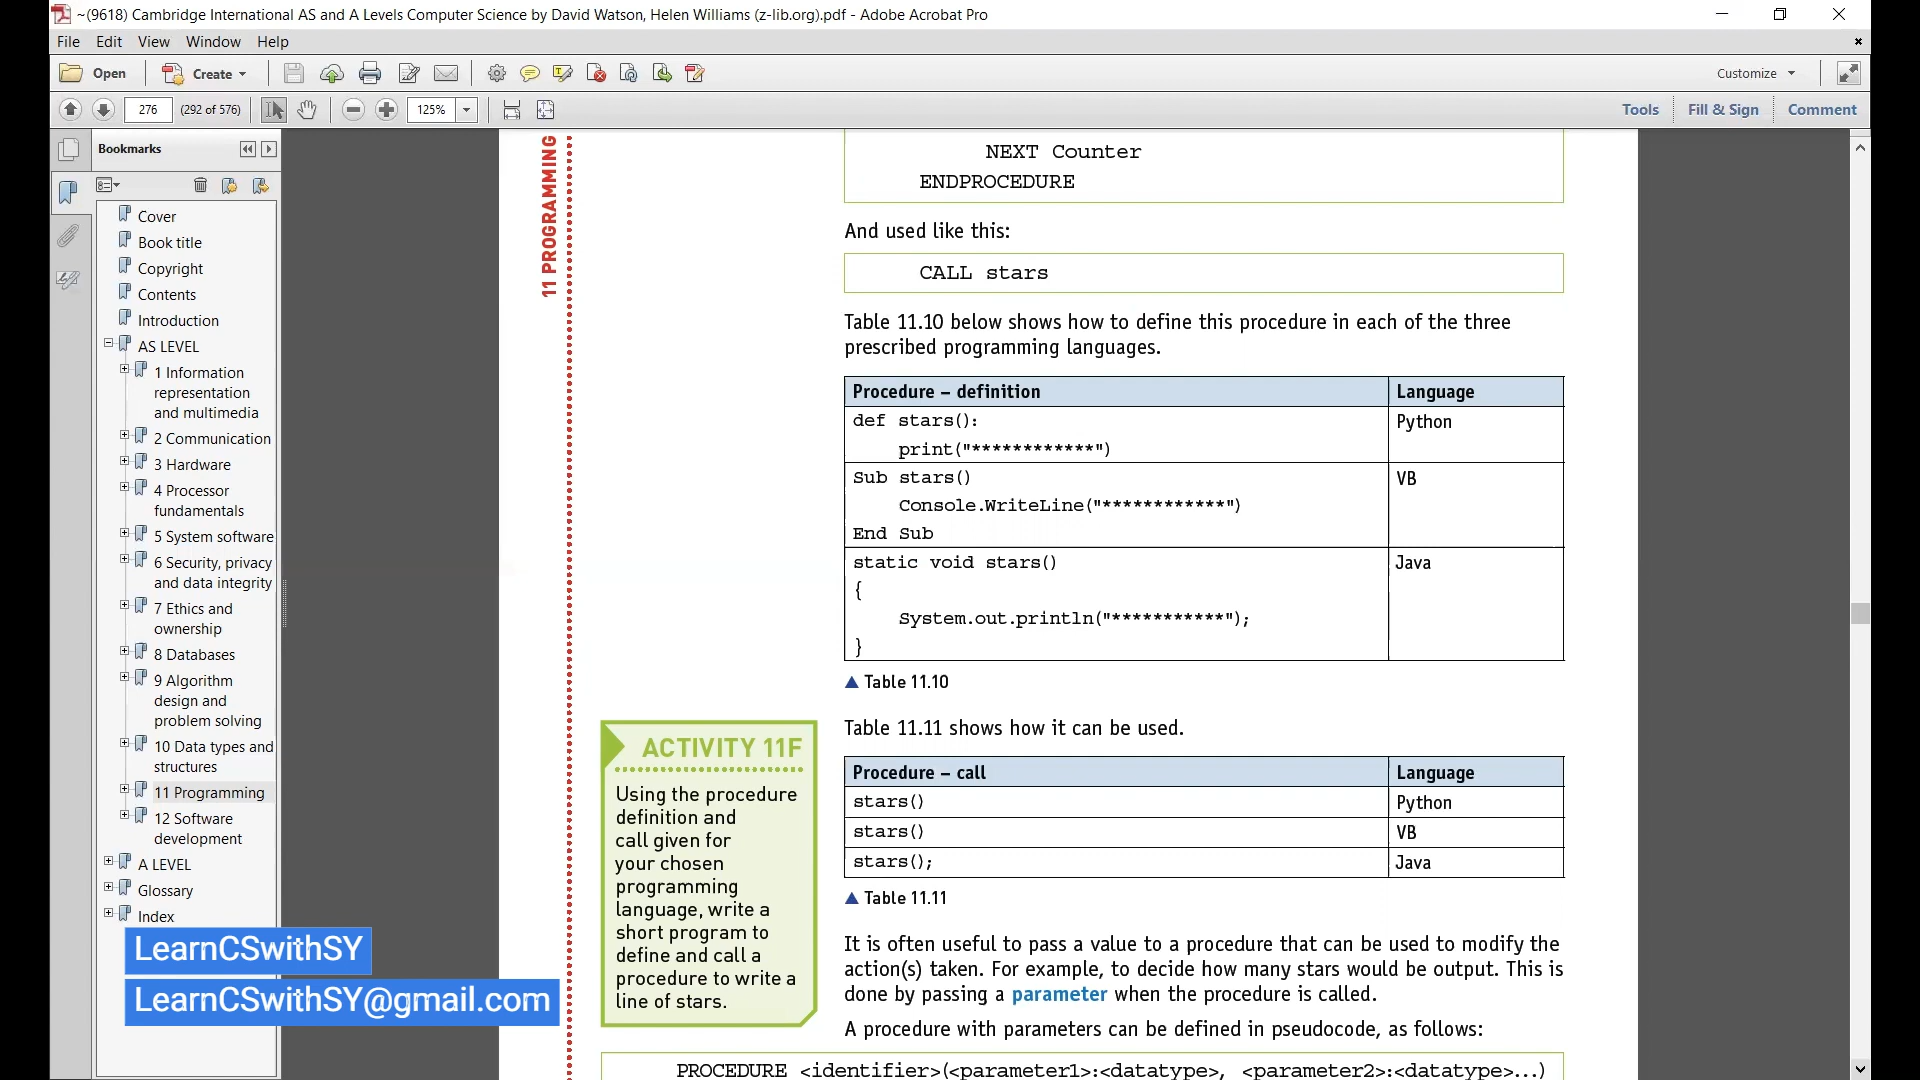 ~(9618) Cambridge International AS and A Levels Computer Science by David Watson, Helen Williams (z-lib.org).pdf - Adobe Acrobat Pro
File Edit View Window Help
Open Create Customize
276 (292 of 576) 125% Tools Fill & Sign Comment
Bookmarks
Cover
Book title
Copyright
Contents
Introduction
AS LEVEL
1 Information
representation
and multimedia
2 Communication
3 Hardware
4 Processor
fundamentals
5 System software
6 Security, privacy
and data integrity
7 Ethics and
ownership
8 Databases
9 Algorithm
design and
problem solving
10 Data types and
structures
11 Programming
12 Software
development
A LEVEL
Glossary
Index
LearnCSwithSY
LearnCSwithSY@gmail.com
11 PROGRAMMING
NEXT Counter
ENDPROCEDURE
And used like this:
CALL stars
Table 11.10 below shows how to define this procedure in each of the three
prescribed programming languages.
Procedure – definition Language
def stars(): Python
print("************")
Sub stars() VB
Console.WriteLine("************")
End Sub
static void stars() Java
{
System.out.println("***********");
}
▲ Table 11.10
Table 11.11 shows how it can be used.
Procedure – call Language
stars() Python
stars() VB
stars(); Java
▲ Table 11.11
ACTIVITY 11F
Using the procedure
definition and
call given for
your chosen
programming
language, write a
short program to
define and call a
procedure to write a
line of stars.
It is often useful to pass a value to a procedure that can be used to modify the
action(s) taken. For example, to decide how many stars would be output. This is
done by passing a parameter when the procedure is called.
A procedure with parameters can be defined in pseudocode, as follows:
PROCEDURE <identifier>(<parameter1>:<datatype>, <parameter2>:<datatype>...)